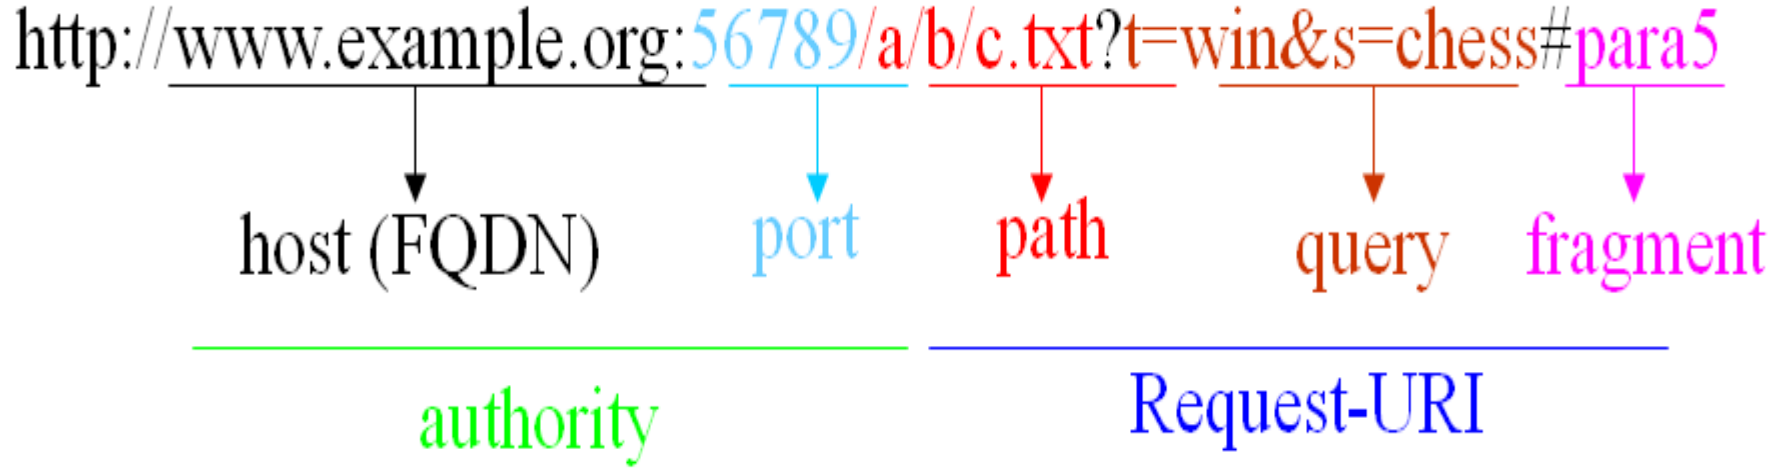 http://www.example.org:56789/a/b/c.txt?t=win&s=chess#para5
host (FQDN) port path query fragment
authority Request-URI